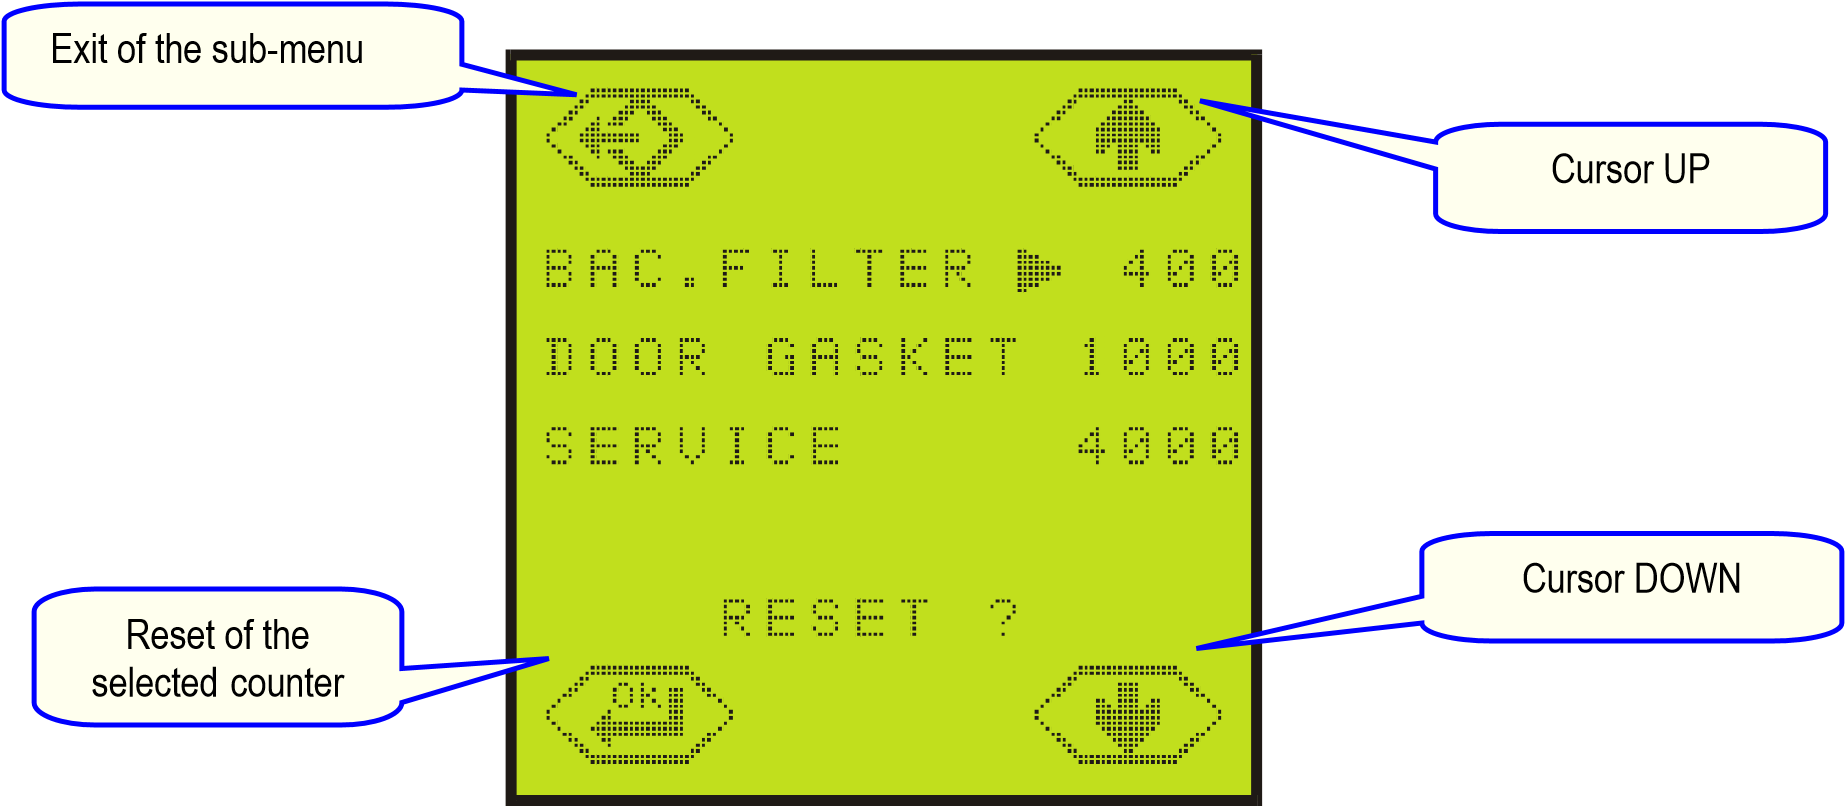 Exit of the sub-menu
Cursor UP
BAC.FILTER ▶ 400
DOOR GASKET 1000
SERVICE 4000
Cursor DOWN
RESET ?
Reset of the
selected counter
OK